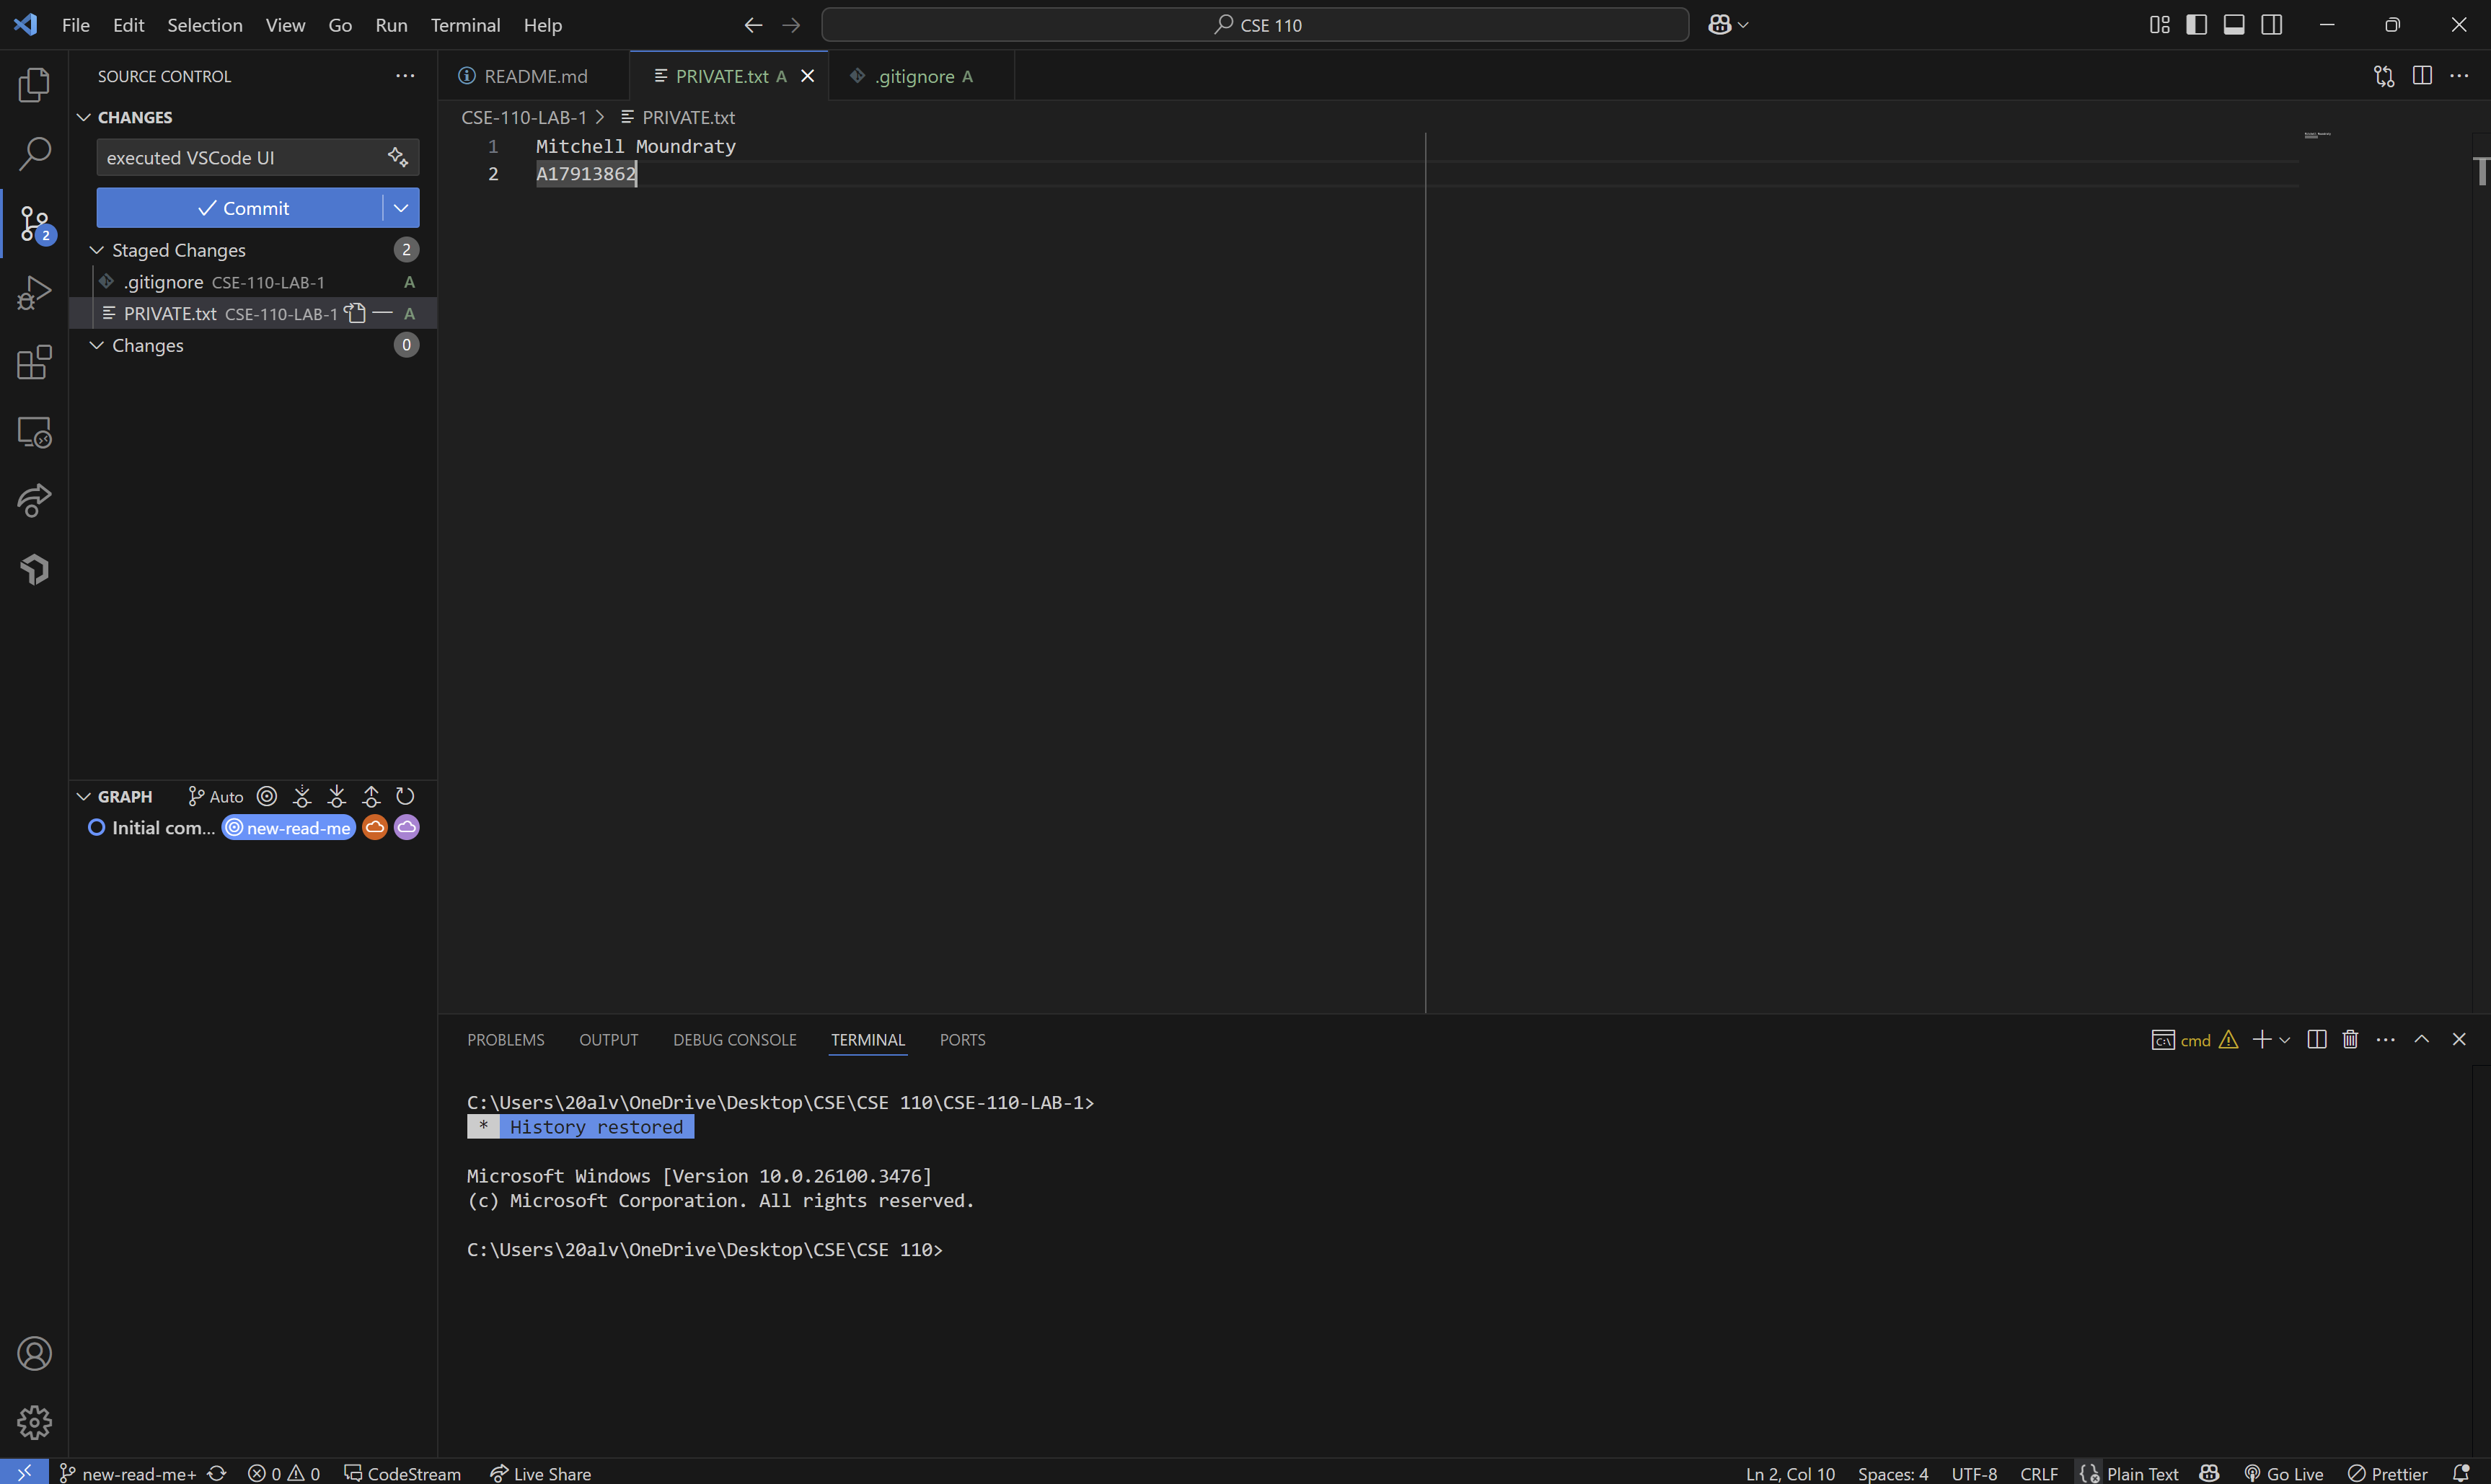 File Edit Selection View Go Run Terminal Help
CSE 110
SOURCE CONTROL
README.md
PRIVATE.txt A
.gitignore A
CHANGES
executed VSCode UI
Commit
2
Staged Changes 2
.gitignore CSE-110-LAB-1 A
PRIVATE.txt CSE-110-LAB-1 A
Changes 0
CSE-110-LAB-1 > PRIVATE.txt
1 Mitchell Moundraty
2 A17913862
GRAPH Auto
Initial com... new-read-me
PROBLEMS OUTPUT DEBUG CONSOLE TERMINAL PORTS
cmd
C:\Users\20alv\OneDrive\Desktop\CSE\CSE 110\CSE-110-LAB-1>
* History restored
Microsoft Windows [Version 10.0.26100.3476]
(c) Microsoft Corporation. All rights reserved.
C:\Users\20alv\OneDrive\Desktop\CSE\CSE 110>
new-read-me+ 0 0 CodeStream Live Share
Ln 2, Col 10 Spaces: 4 UTF-8 CRLF Plain Text Go Live Prettier